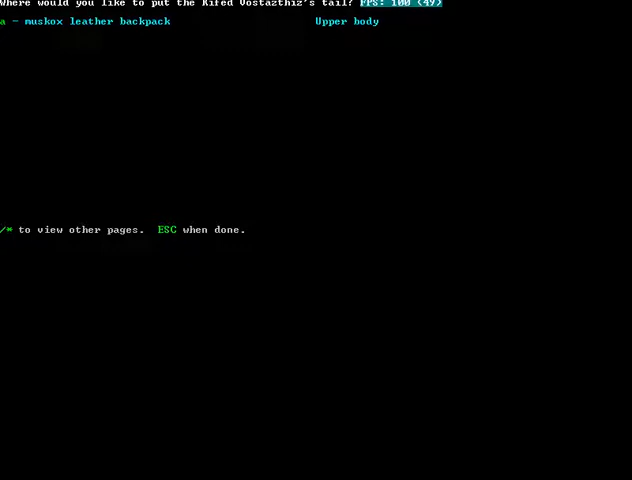 Where would you like to put the Kifed Vostazthiz's tail? FPS: 100 (49)
a - muskox leather backpack Upper body
/* to view other pages. ESC when done.